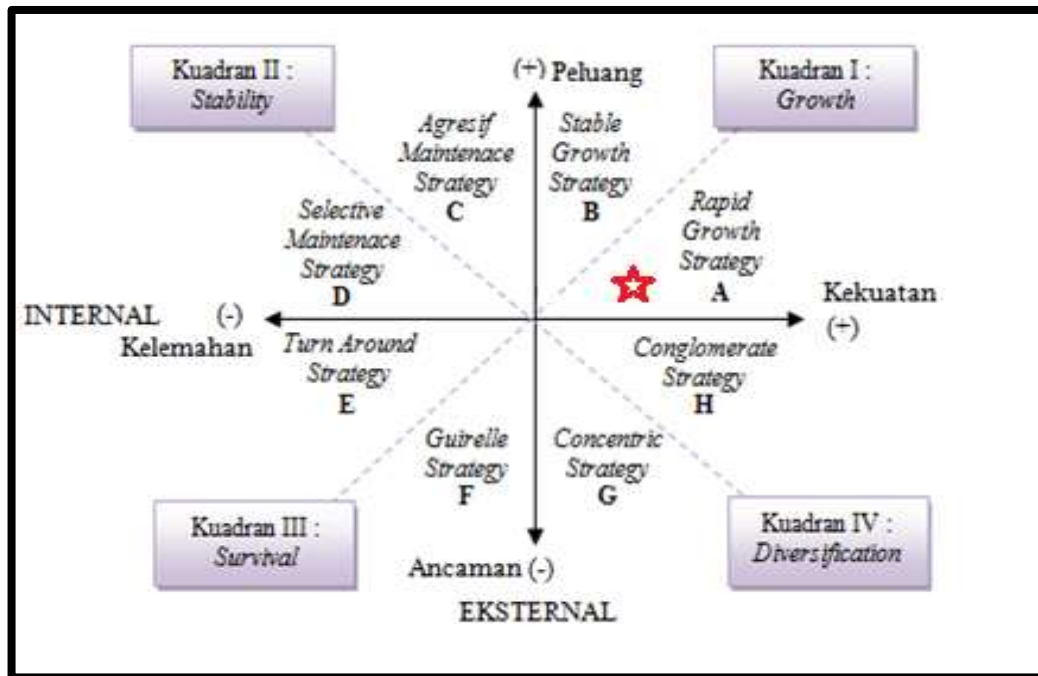 Kuadran II :
Stability
(+) Peluang
Kuadran I :
Growth
Agresif
Maintenace
Strategy
C
Stable
Growth
Strategy
B
Selective
Maintenace
Strategy
D
Rapid
Growth
Strategy
A
INTERNAL (-)
Kelemahan
Kekuatan
(+)
Turn Around
Strategy
E
Conglomerate
Strategy
H
Guirelle
Strategy
F
Concentric
Strategy
G
Kuadran III :
Survival
Kuadran IV :
Diversification
Ancaman (-)
EKSTERNAL